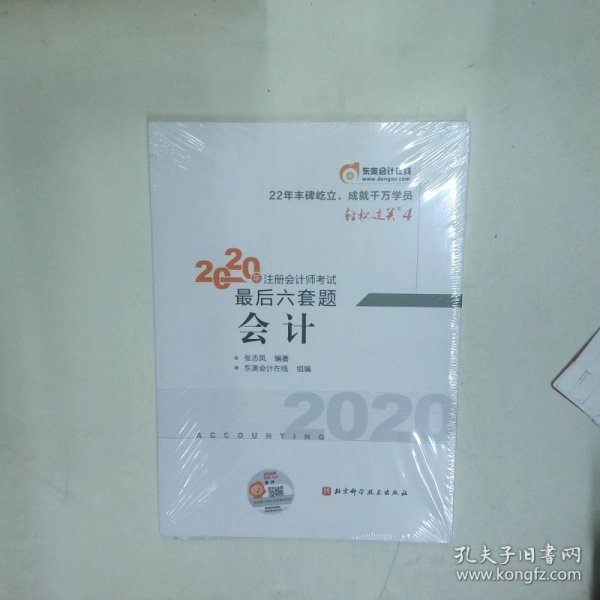 东奥会计在线
www.dongao.com
22年丰碑屹立,成就千万学员
轻松过关®4
2020年注册会计师考试
最后六套题
会计
张志凤 编著
东奥会计在线 组编
2020
ACCOUNTING
北京科学技术出版社
孔夫子旧书网
www.kongfz.com